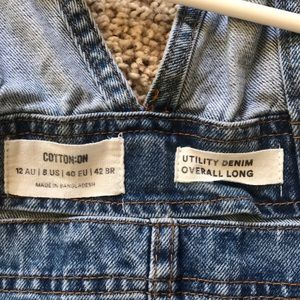 COTTON:ON
12 AU | 8 US | 40 EU | 42 BR
MADE IN BANGLADESH
UTILITY DENIM
OVERALL LONG